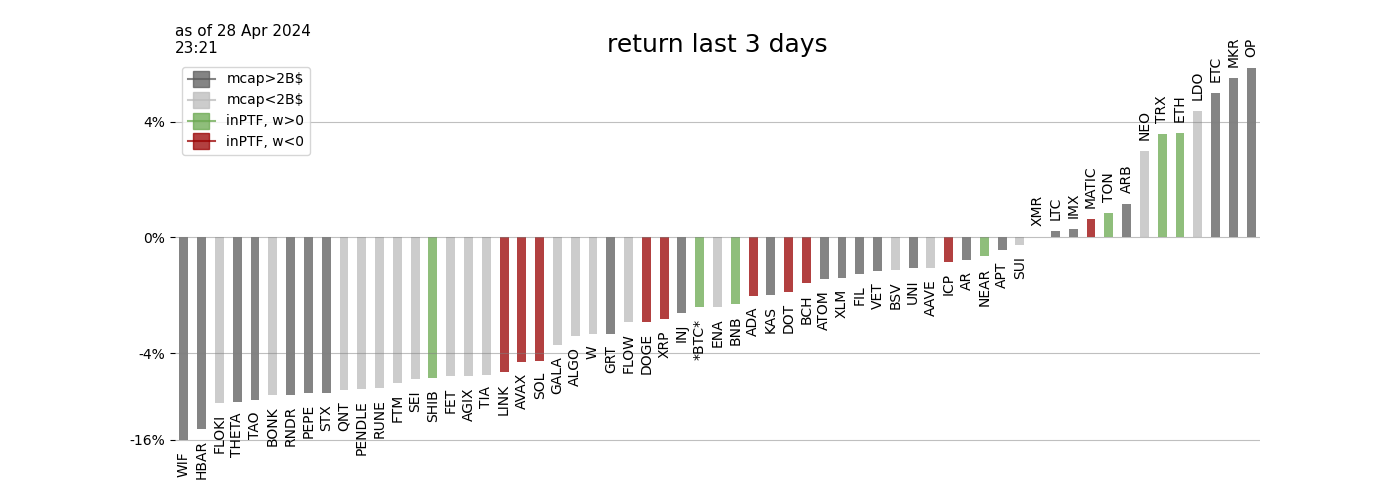 as of 28 Apr 2024
23:21
return last 3 days
mcap>2B$
mcap<2B$
inPTF, w>0
inPTF, w<0
4%
0%
-4%
-16%
WIF
HBAR
FLOKI
THETA
TAO
BONK
RNDR
PEPE
STX
QNT
PENDLE
RUNE
FTM
SEI
SHIB
FET
AGIX
TIA
LINK
AVAX
SOL
GALA
ALGO
W
GRT
FLOW
DOGE
XRP
INJ
*BTC*
ENA
BNB
ADA
KAS
DOT
BCH
ATOM
XLM
FIL
VET
BSV
UNI
AAVE
ICP
AR
NEAR
APT
SUI
XMR
LTC
IMX
MATIC
TON
ARB
NEO
TRX
ETH
LDO
ETC
MKR
OP